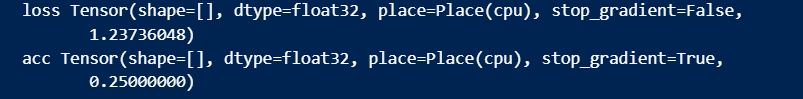 loss Tensor(shape=[], dtype=float32, place=Place(cpu), stop_gradient=False,
1.23736048)
acc Tensor(shape=[], dtype=float32, place=Place(cpu), stop_gradient=True,
0.25000000)